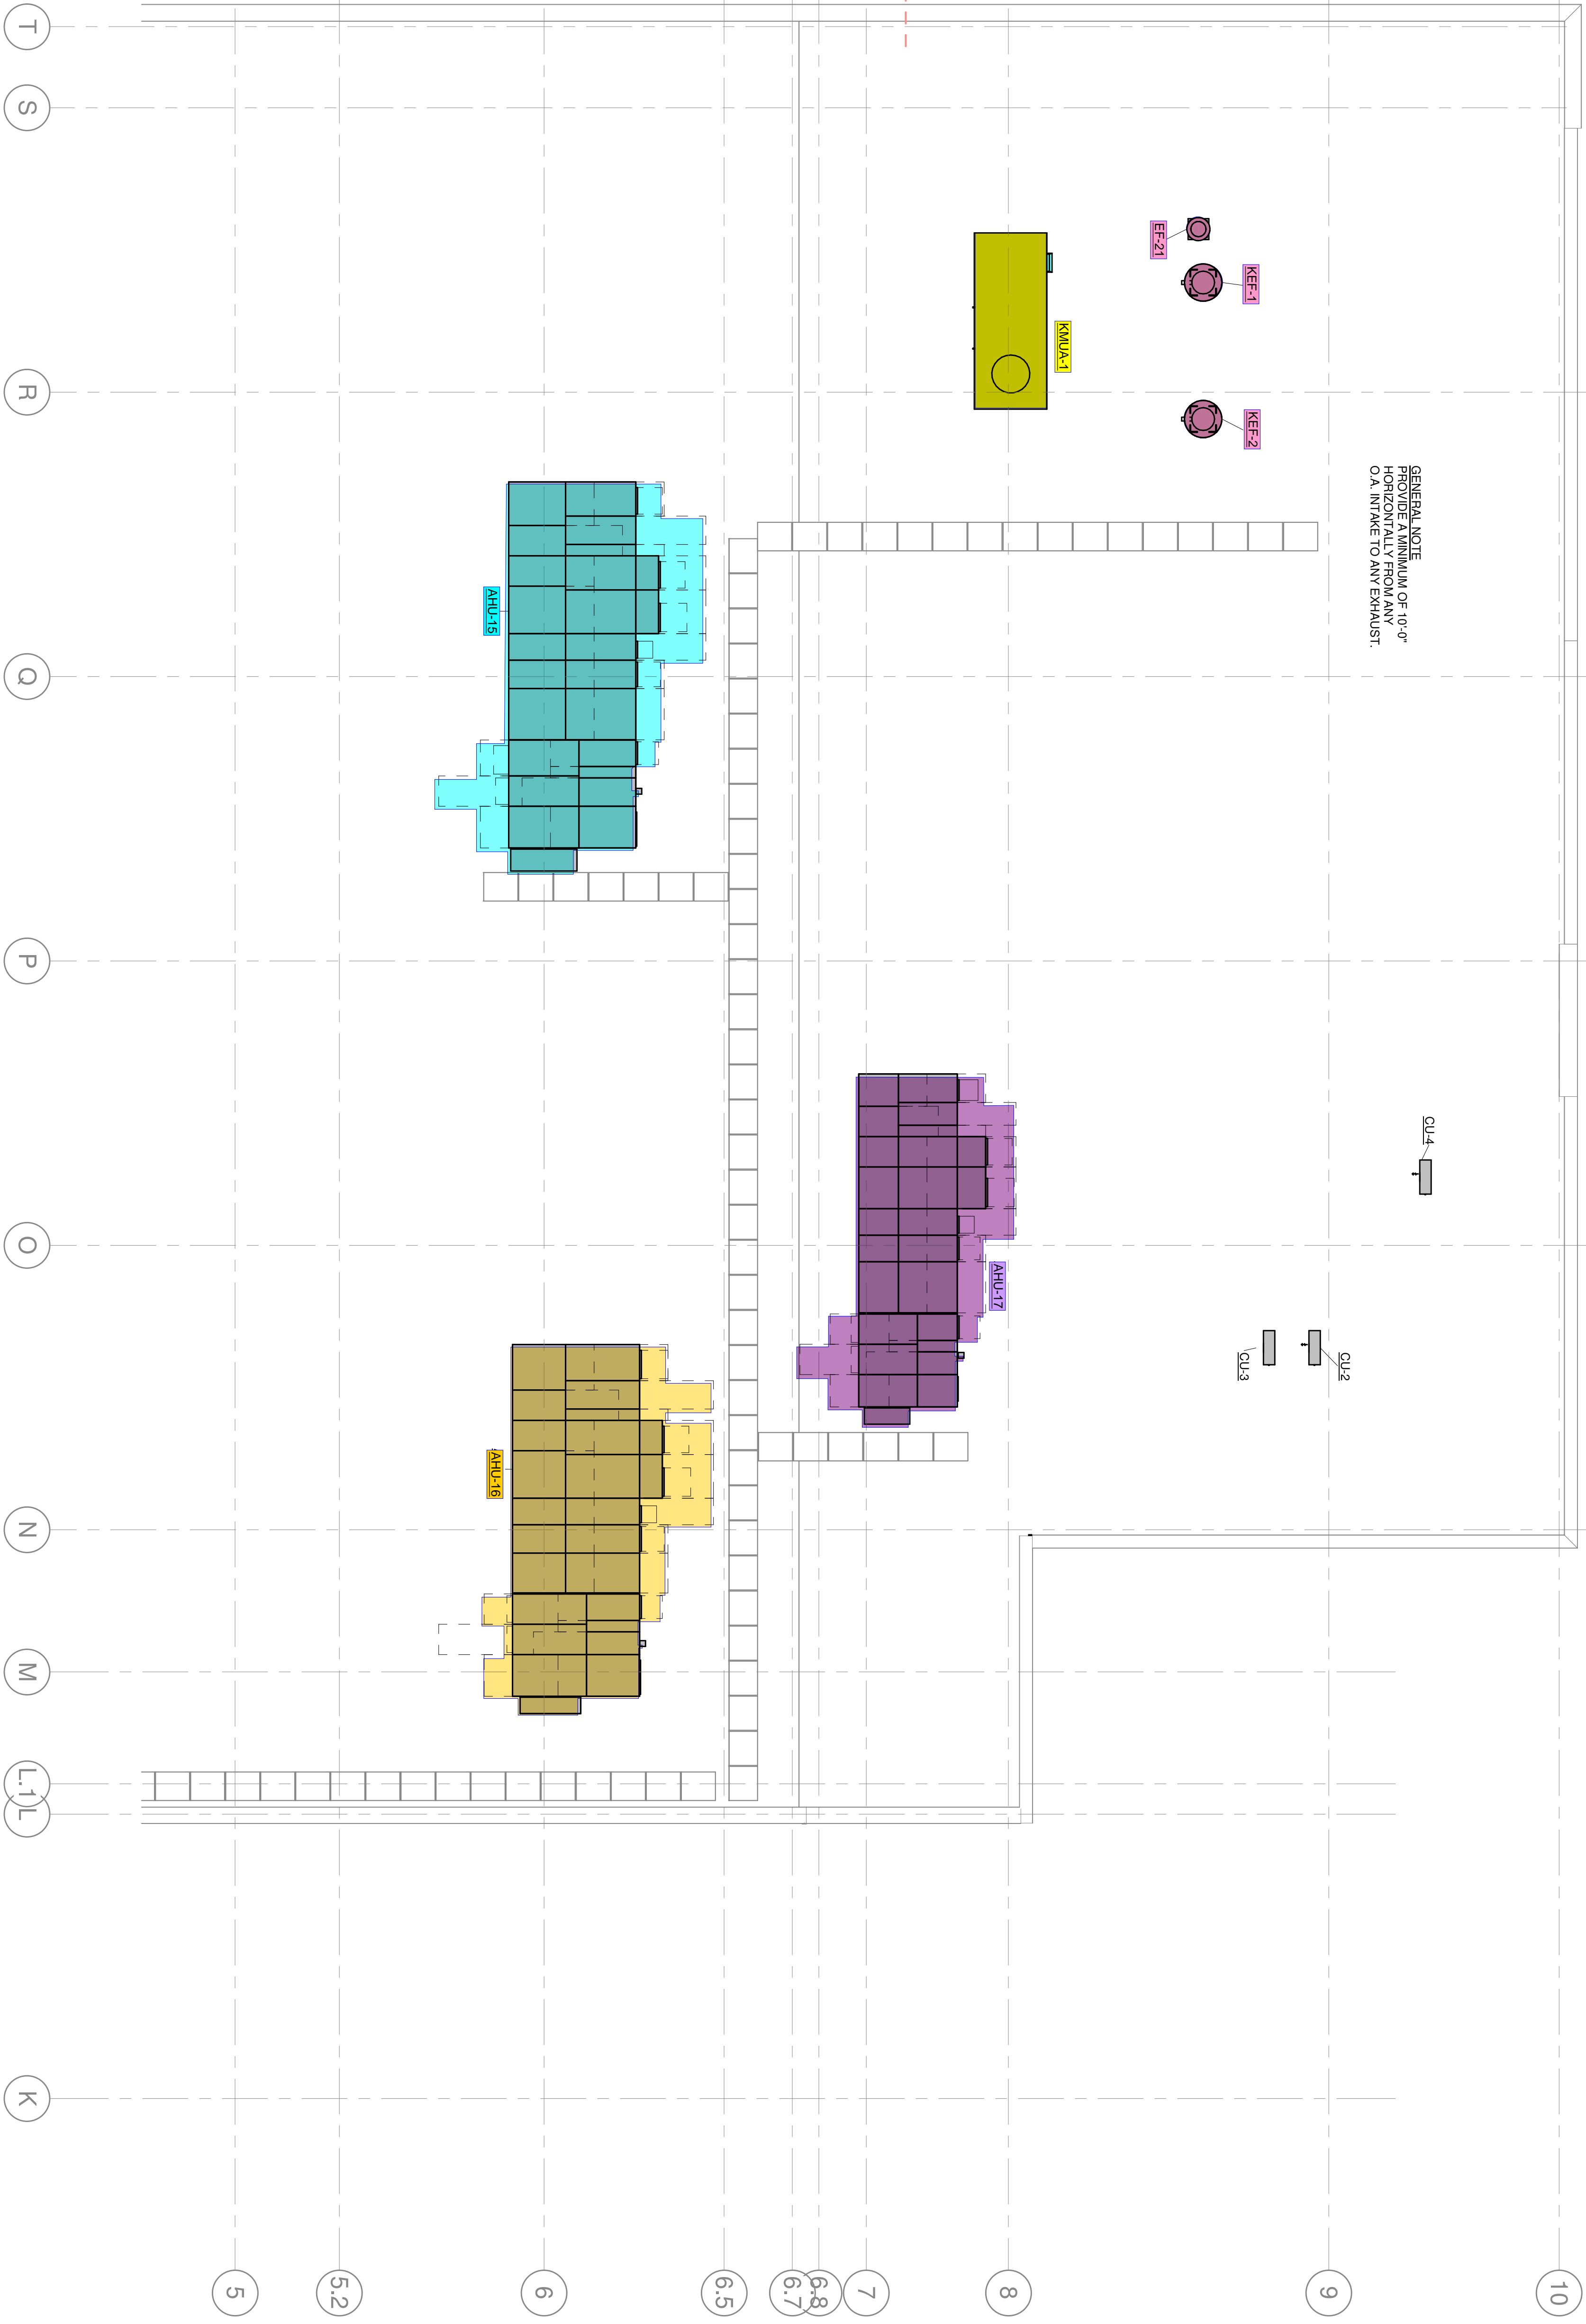 10
9
8
7
6.8
6.7
6.5
6
5.2
5
T
S
R
Q
P
O
N
M
L.1
L
K
GENERAL NOTE
PROVIDE A MINIMUM OF 10'-0"
HORIZONTALLY FROM ANY
O.A. INTAKE TO ANY EXHAUST.
EF-21
KEF-1
KEF-2
KMUA-1
CU-4
CU-2
CU-3
AHU-17
AHU-15
AHU-16